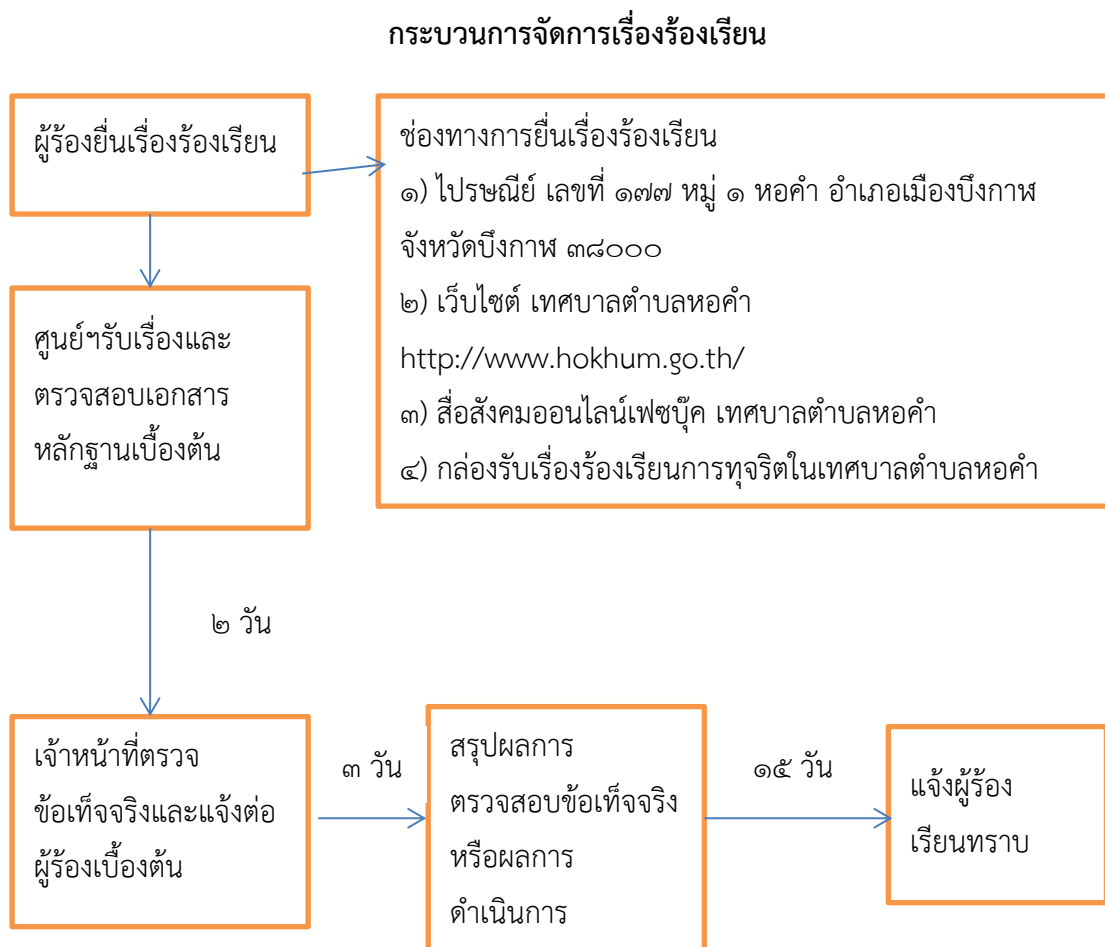 กระบวนการจัดการเรื่องร้องเรียน
ผู้ร้องยื่นเรื่องร้องเรียน
ช่องทางการยื่นเรื่องร้องเรียน
๑) ไปรษณีย์ เลขที่ ๑๗๗ หมู่ ๑ หอคำ อำเภอเมืองบึงกาฬ
จังหวัดบึงกาฬ ๓๘๐๐๐
๒) เว็บไซต์ เทศบาลตำบลหอคำ
http://www.hokhum.go.th/
๓) สื่อสังคมออนไลน์เฟซบุ๊ค เทศบาลตำบลหอคำ
๔) กล่องรับเรื่องร้องเรียนการทุจริตในเทศบาลตำบลหอคำ
ศูนย์ฯรับเรื่องและ
ตรวจสอบเอกสาร
หลักฐานเบื้องต้น
๒ วัน
เจ้าหน้าที่ตรวจ
ข้อเท็จจริงและแจ้งต่อ
ผู้ร้องเบื้องต้น
๓ วัน
สรุปผลการ
ตรวจสอบข้อเท็จจริง
หรือผลการ
ดำเนินการ
๑๕ วัน
แจ้งผู้ร้อง
เรียนทราบ